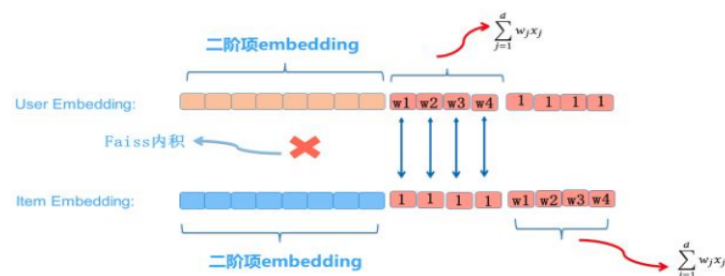 d
∑ w_j x_j
j=1
二阶项embedding
User Embedding: w1 w2 w3 w4 1 1 1 1
Faiss内积
Item Embedding: 1 1 1 1 w1 w2 w3 w4
二阶项embedding
d
∑ w_j x_j
j=1